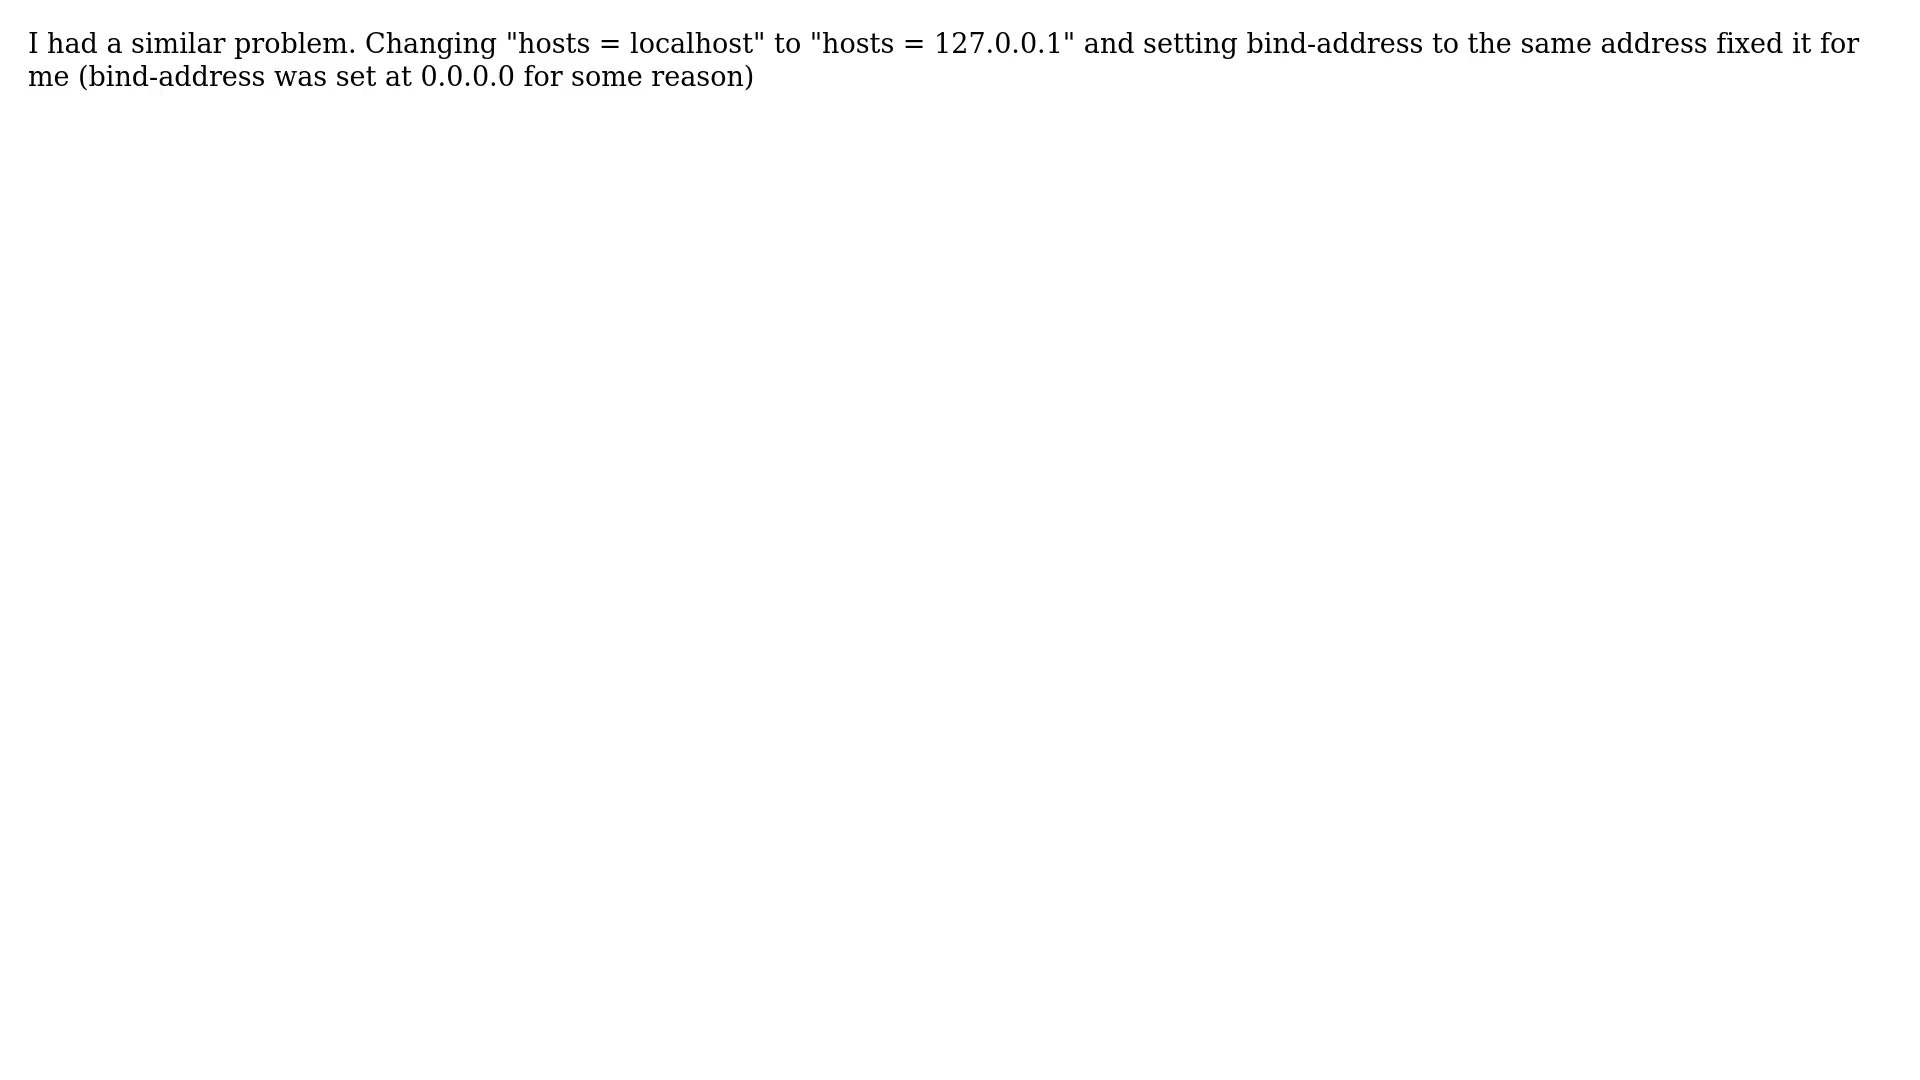 I had a similar problem. Changing "hosts = localhost" to "hosts = 127.0.0.1" and setting bind-address to the same address fixed it for
me (bind-address was set at 0.0.0.0 for some reason)